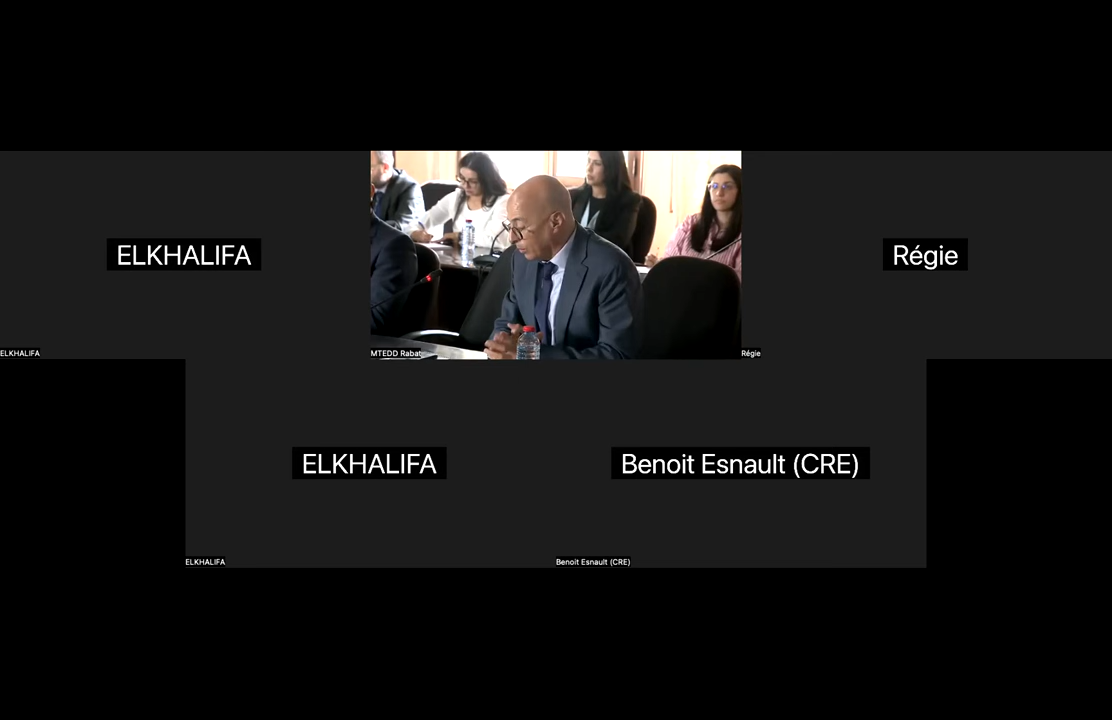 ELKHALIFA
Régie
ELKHALIFA
MTEDD Rabat
Régie
ELKHALIFA
Benoit Esnault (CRE)
ELKHALIFA
Benoit Esnault (CRE)